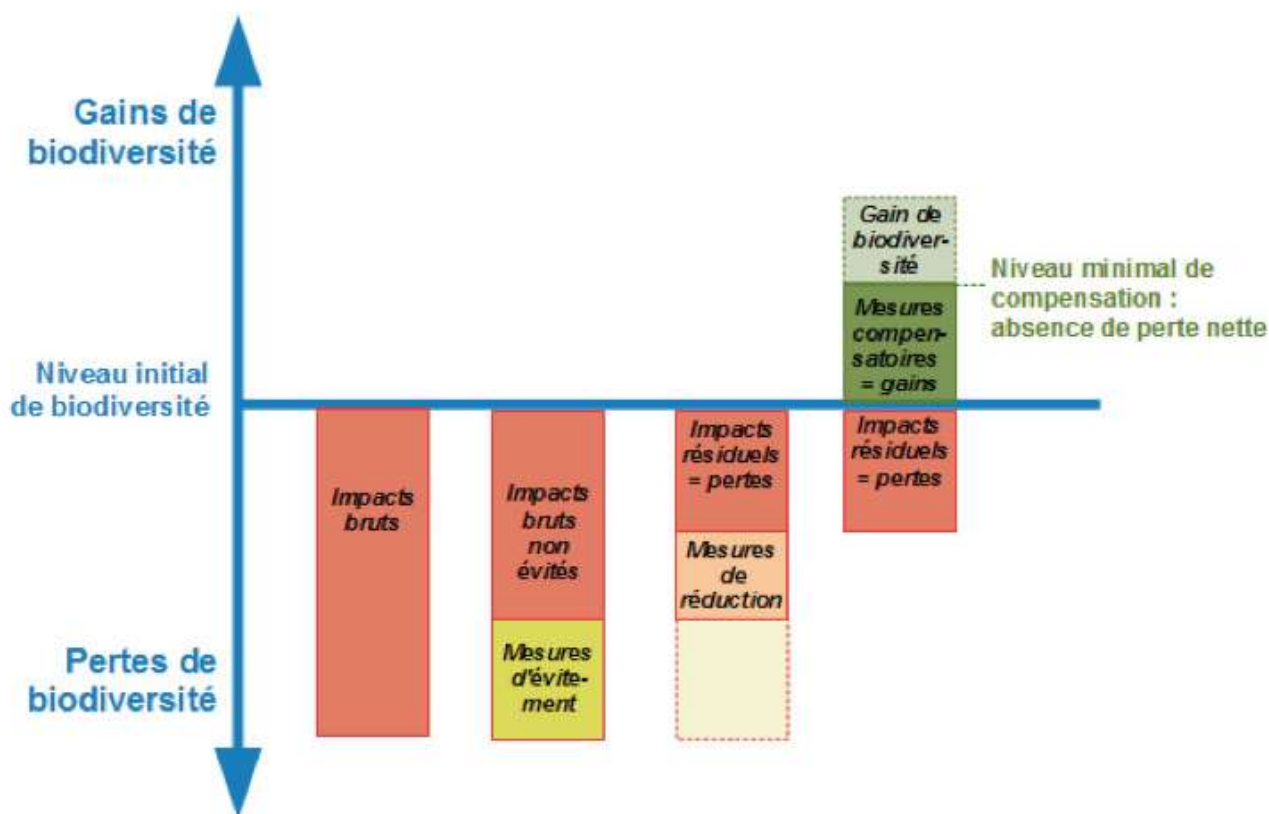 Gains de
biodiversité
Niveau initial
de biodiversité
Pertes de
biodiversité
Impacts
bruts
Impacts
bruts
non
évités
Mesures
d'évite-
ment
Impacts
résiduels
= pertes
Mesures
de
réduction
Gain de
biodiver-
sité
Mesures
compen-
satoires
= gains
Impacts
résiduels
= pertes
Niveau minimal de
compensation :
absence de perte nette